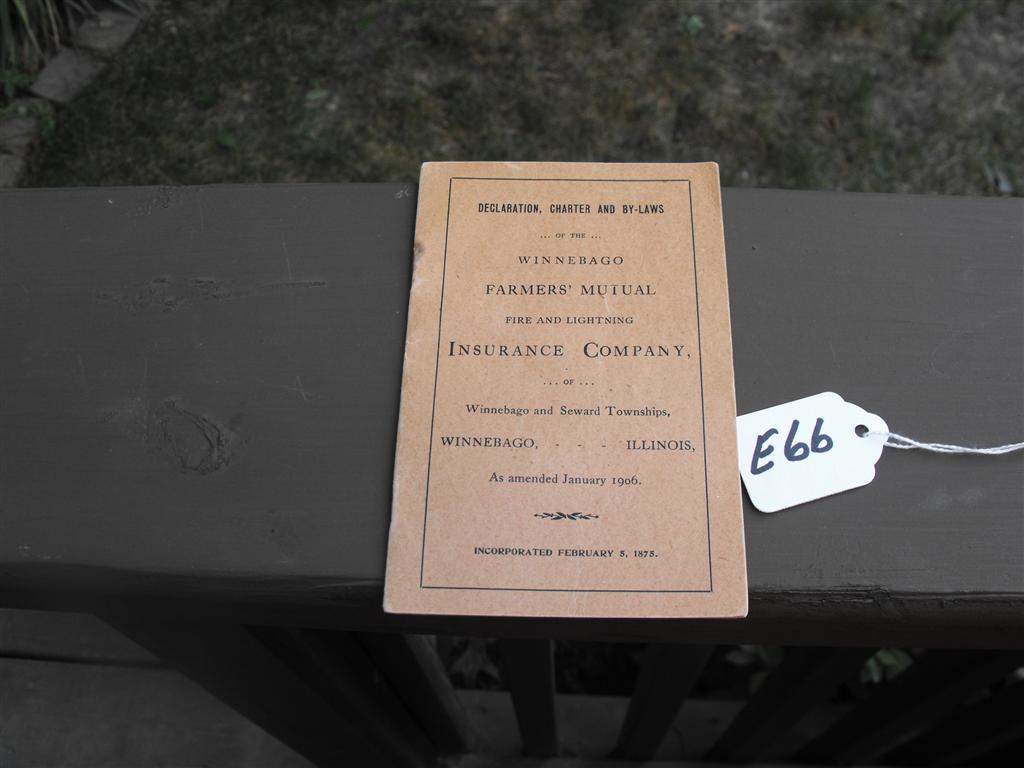 DECLARATION, CHARTER AND BY-LAWS
... OF THE ...
WINNEBAGO
FARMERS' MUTUAL
FIRE AND LIGHTNING
INSURANCE COMPANY,
... OF ...
Winnebago and Seward Townships,
WINNEBAGO, - - - ILLINOIS,
As amended January 1906.
INCORPORATED FEBRUARY 5, 1875.
E66